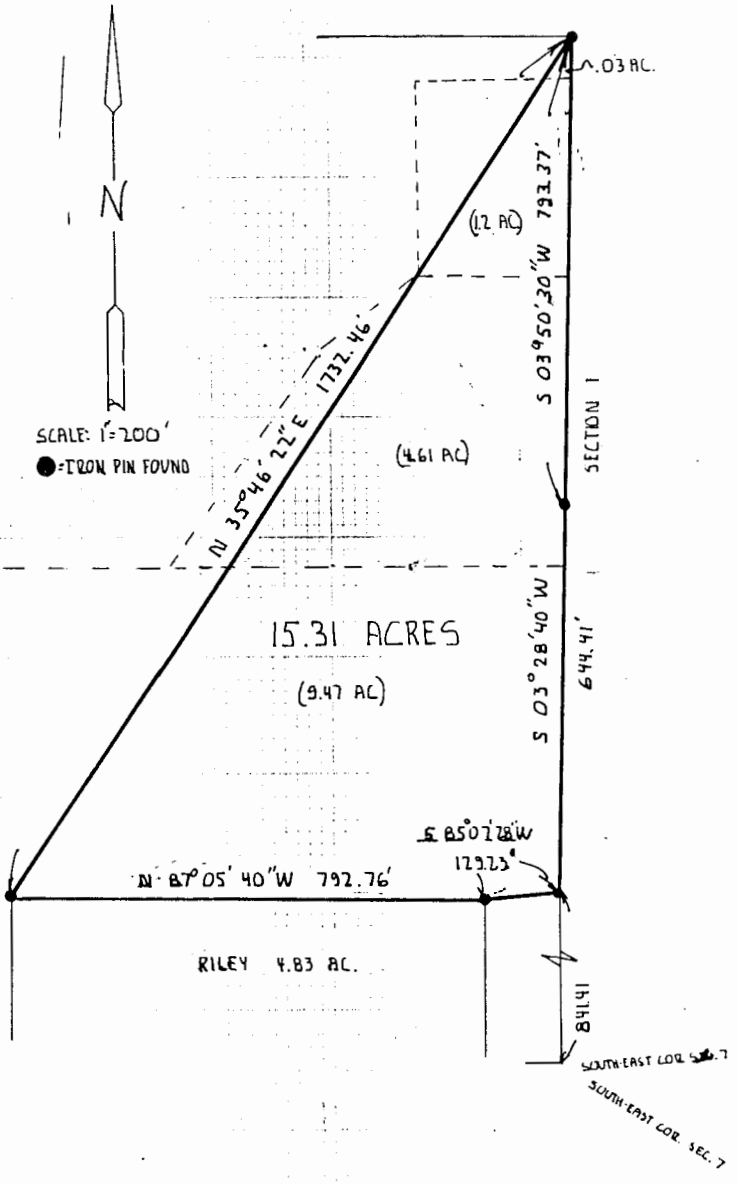 .03 AC.
N
(1.2 AC)
S 03°50'30"W 793.37'
SECTION 1
SCALE: 1"=200'
●=IRON PIN FOUND
N 35°46'22"E 1732.46'
(4.61 AC)
15.31 ACRES
(9.47 AC)
S 03°28'40"W
644.41'
S 85°07'28"W
129.23'
N 87°05'40"W 792.76'
RILEY 4.83 AC.
841.41
SOUTH-EAST COR SEC. 7
SOUTH-EAST COR. SEC. 7